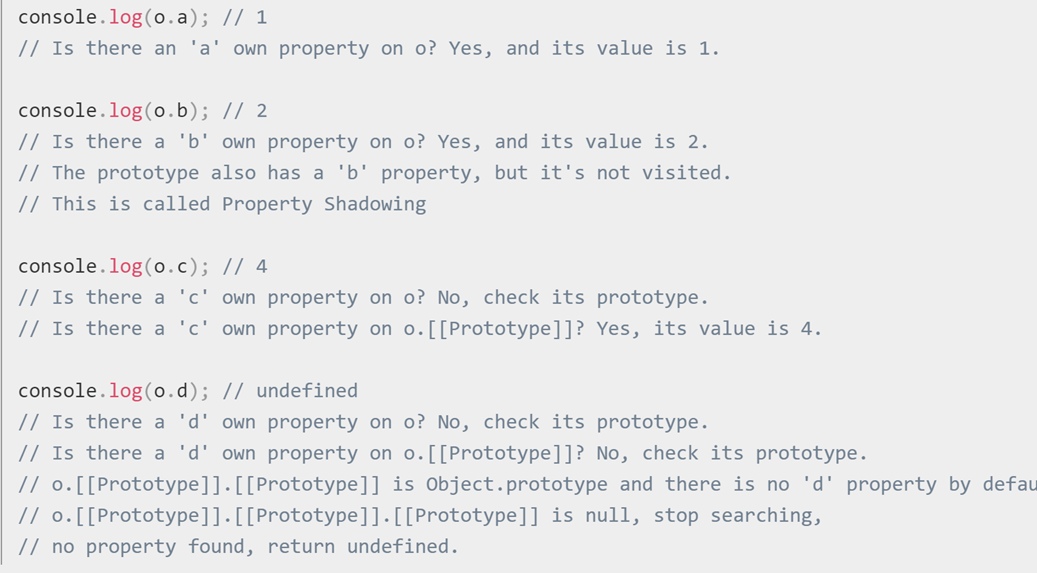 console.log(o.a); // 1
// Is there an 'a' own property on o? Yes, and its value is 1.
console.log(o.b); // 2
// Is there a 'b' own property on o? Yes, and its value is 2.
// The prototype also has a 'b' property, but it's not visited.
// This is called Property Shadowing
console.log(o.c); // 4
// Is there a 'c' own property on o? No, check its prototype.
// Is there a 'c' own property on o.[[Prototype]]? Yes, its value is 4.
console.log(o.d); // undefined
// Is there a 'd' own property on o? No, check its prototype.
// Is there a 'd' own property on o.[[Prototype]]? No, check its prototype.
// o.[[Prototype]].[[Prototype]] is Object.prototype and there is no 'd' property by defau
// o.[[Prototype]].[[Prototype]].[[Prototype]] is null, stop searching,
// no property found, return undefined.